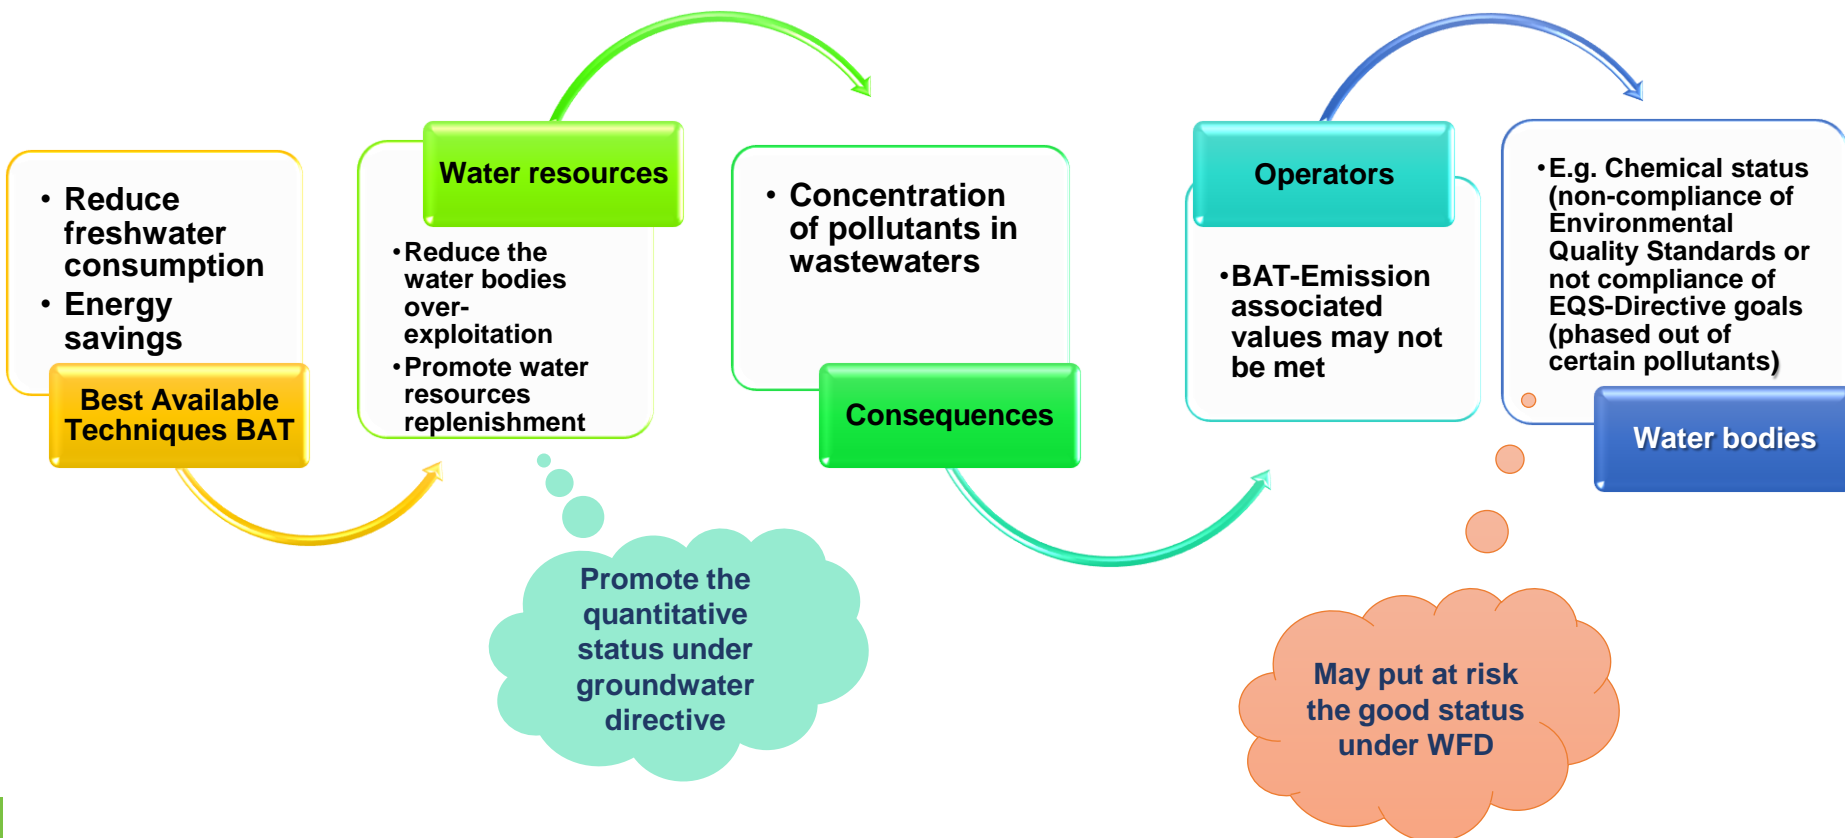 • Reduce
freshwater
consumption
• Energy
savings
Best Available
Techniques BAT
Water resources
•Reduce the
water bodies
over-
exploitation
•Promote water
resources
replenishment
Promote the
quantitative
status under
groundwater
directive
• Concentration
of pollutants in
wastewaters
Consequences
Operators
•BAT-Emission
associated
values may not
be met
•E.g. Chemical status
(non-compliance of
Environmental
Quality Standards or
not compliance of
EQS-Directive goals
(phased out of
certain pollutants)
Water bodies
May put at risk
the good status
under WFD